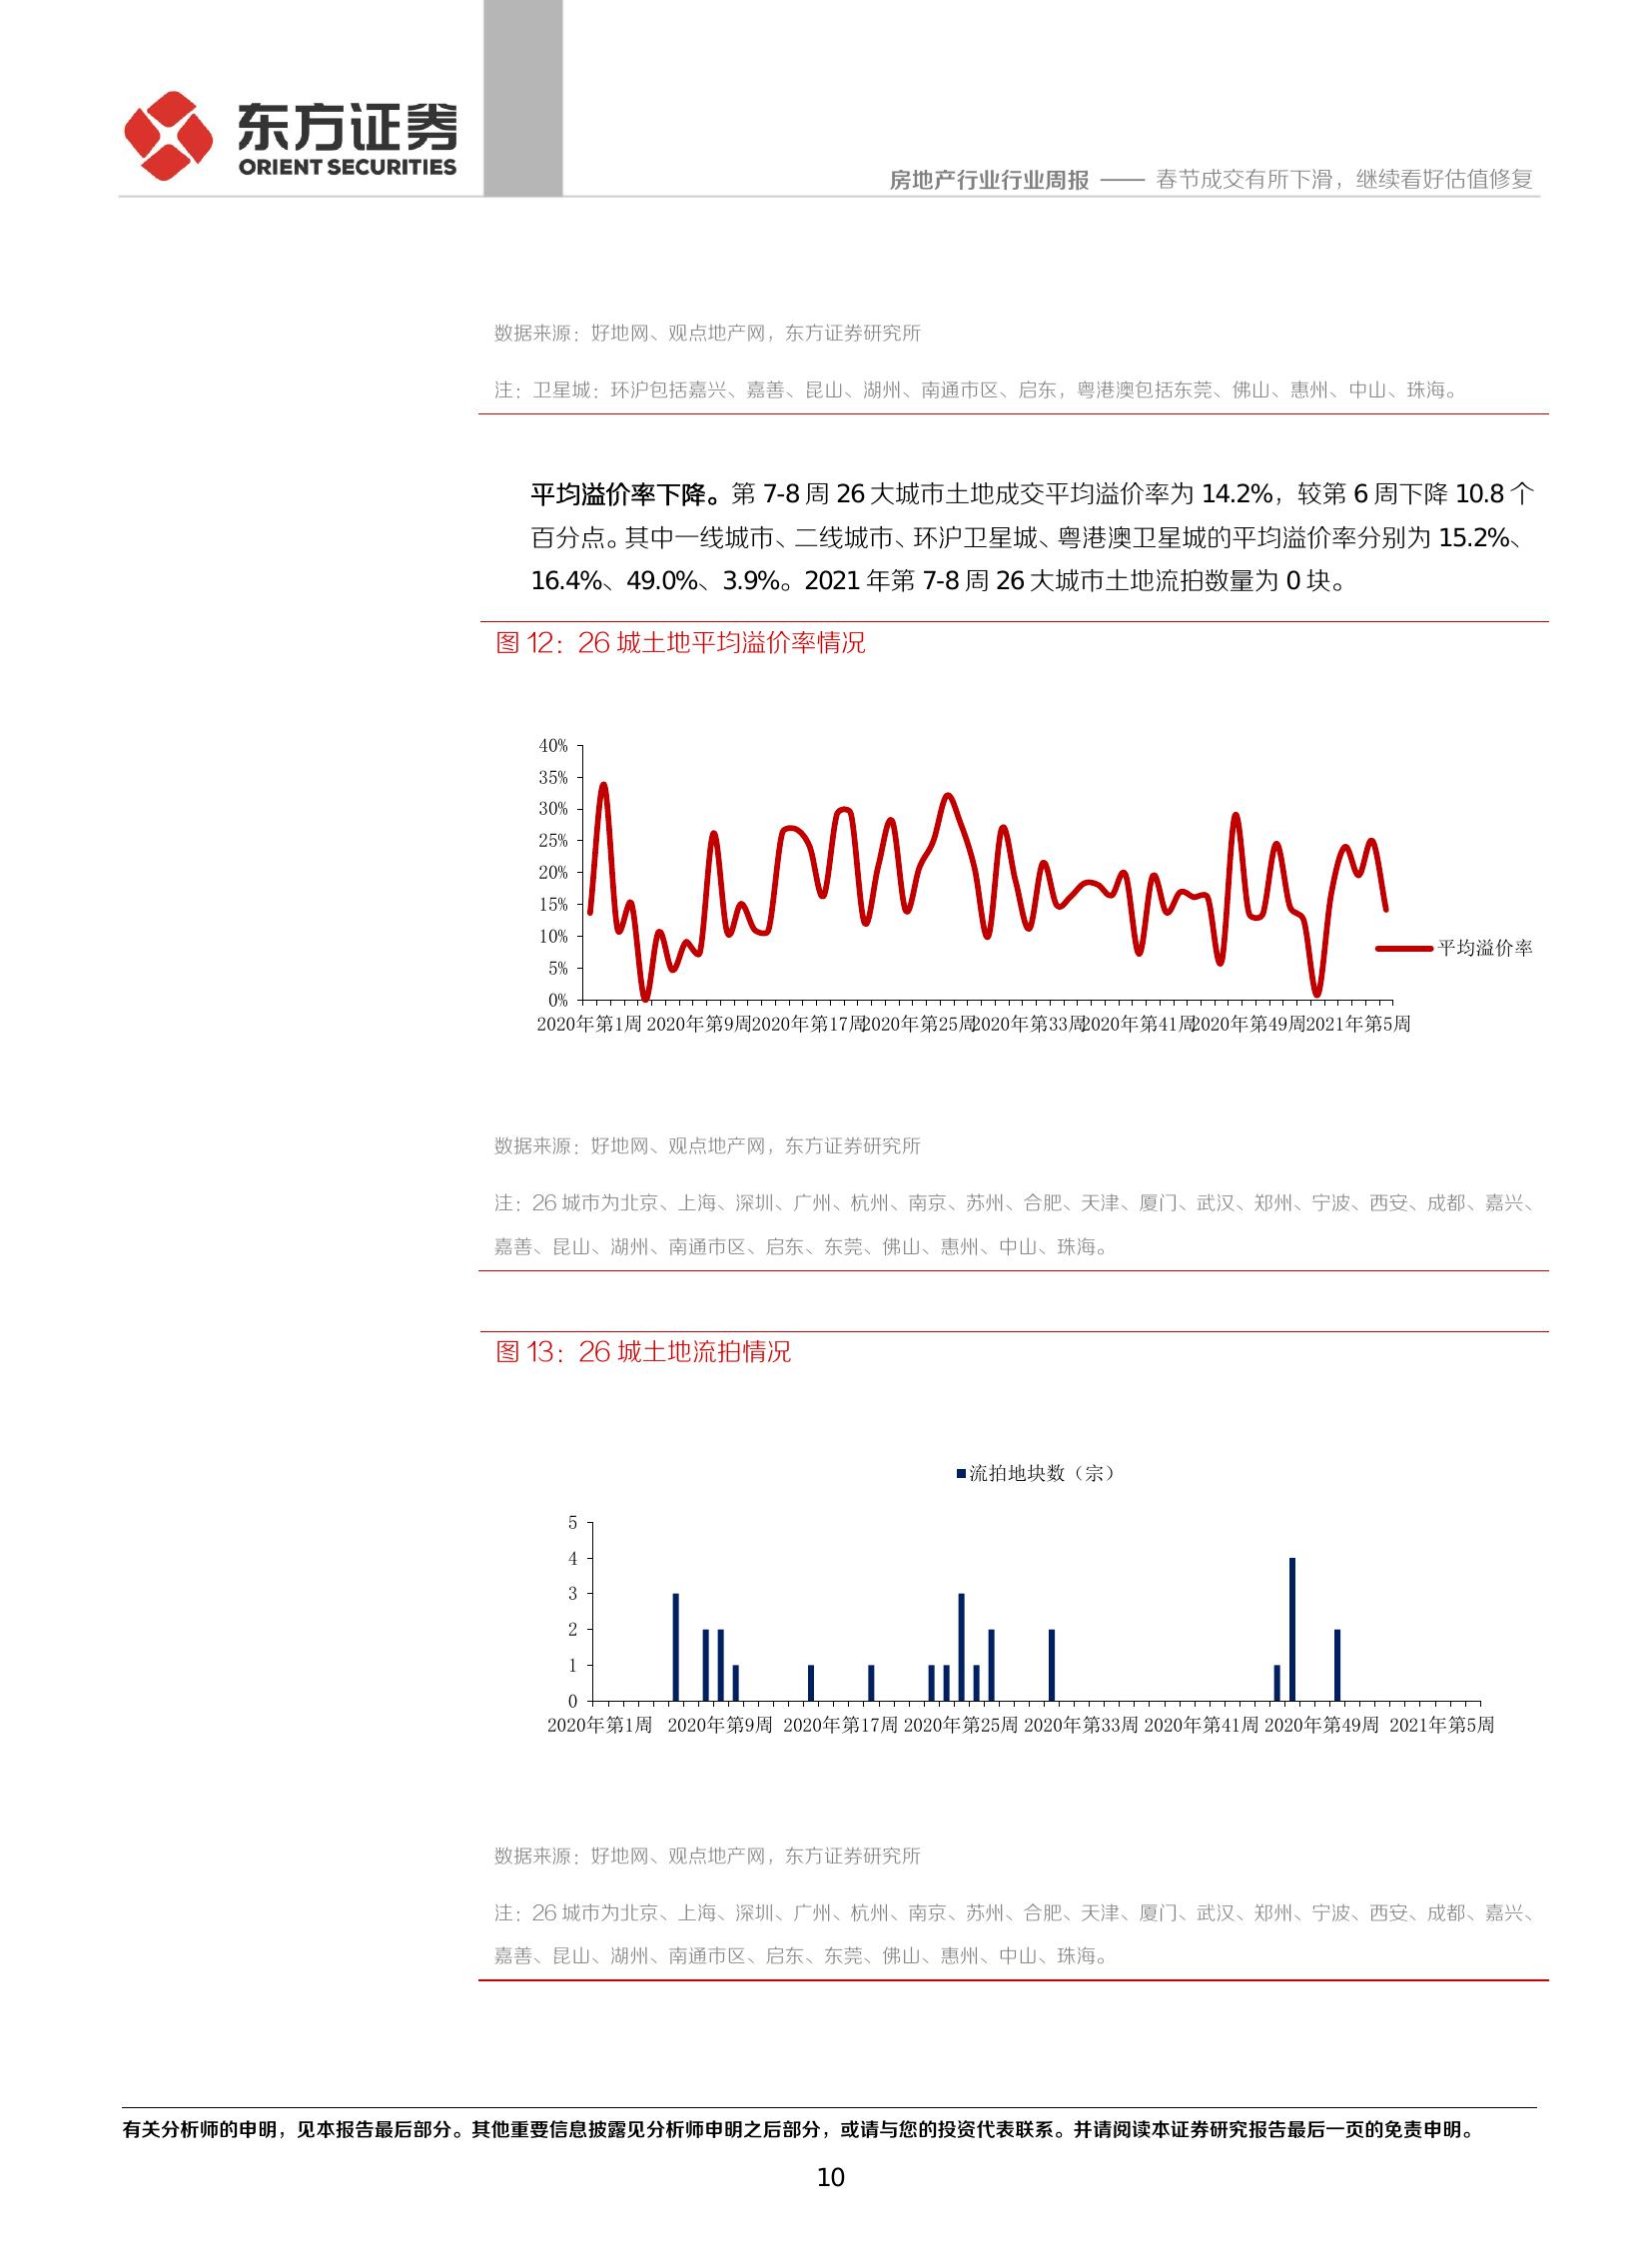 东方证券
ORIENT SECURITIES
房地产行业行业周报 —— 春节成交有所下滑，继续看好估值修复
数据来源：好地网、观点地产网，东方证券研究所
注：卫星城：环沪包括嘉兴、嘉善、昆山、湖州、南通市区、启东，粤港澳包括东莞、佛山、惠州、中山、珠海。
平均溢价率下降。第 7-8 周 26 大城市土地成交平均溢价率为 14.2%，较第 6 周下降 10.8 个
百分点。其中一线城市、二线城市、环沪卫星城、粤港澳卫星城的平均溢价率分别为 15.2%、
16.4%、49.0%、3.9%。2021 年第 7-8 周 26 大城市土地流拍数量为 0 块。
图 12：26 城土地平均溢价率情况
40%
35%
30%
25%
20%
15%
10%
5%
0%
平均溢价率
2020年第1周 2020年第9周 2020年第17周 2020年第25周 2020年第33周 2020年第41周 2020年第49周 2021年第5周
数据来源：好地网、观点地产网，东方证券研究所
注：26 城市为北京、上海、深圳、广州、杭州、南京、苏州、合肥、天津、厦门、武汉、郑州、宁波、西安、成都、嘉兴、
嘉善、昆山、湖州、南通市区、启东、东莞、佛山、惠州、中山、珠海。
图 13：26 城土地流拍情况
流拍地块数（宗）
5
4
3
2
1
0
2020年第1周 2020年第9周 2020年第17周 2020年第25周 2020年第33周 2020年第41周 2020年第49周 2021年第5周
数据来源：好地网、观点地产网，东方证券研究所
注：26 城市为北京、上海、深圳、广州、杭州、南京、苏州、合肥、天津、厦门、武汉、郑州、宁波、西安、成都、嘉兴、
嘉善、昆山、湖州、南通市区、启东、东莞、佛山、惠州、中山、珠海。
有关分析师的申明，见本报告最后部分。其他重要信息披露见分析师申明之后部分，或请与您的投资代表联系。并请阅读本证券研究报告最后一页的免责申明。
10